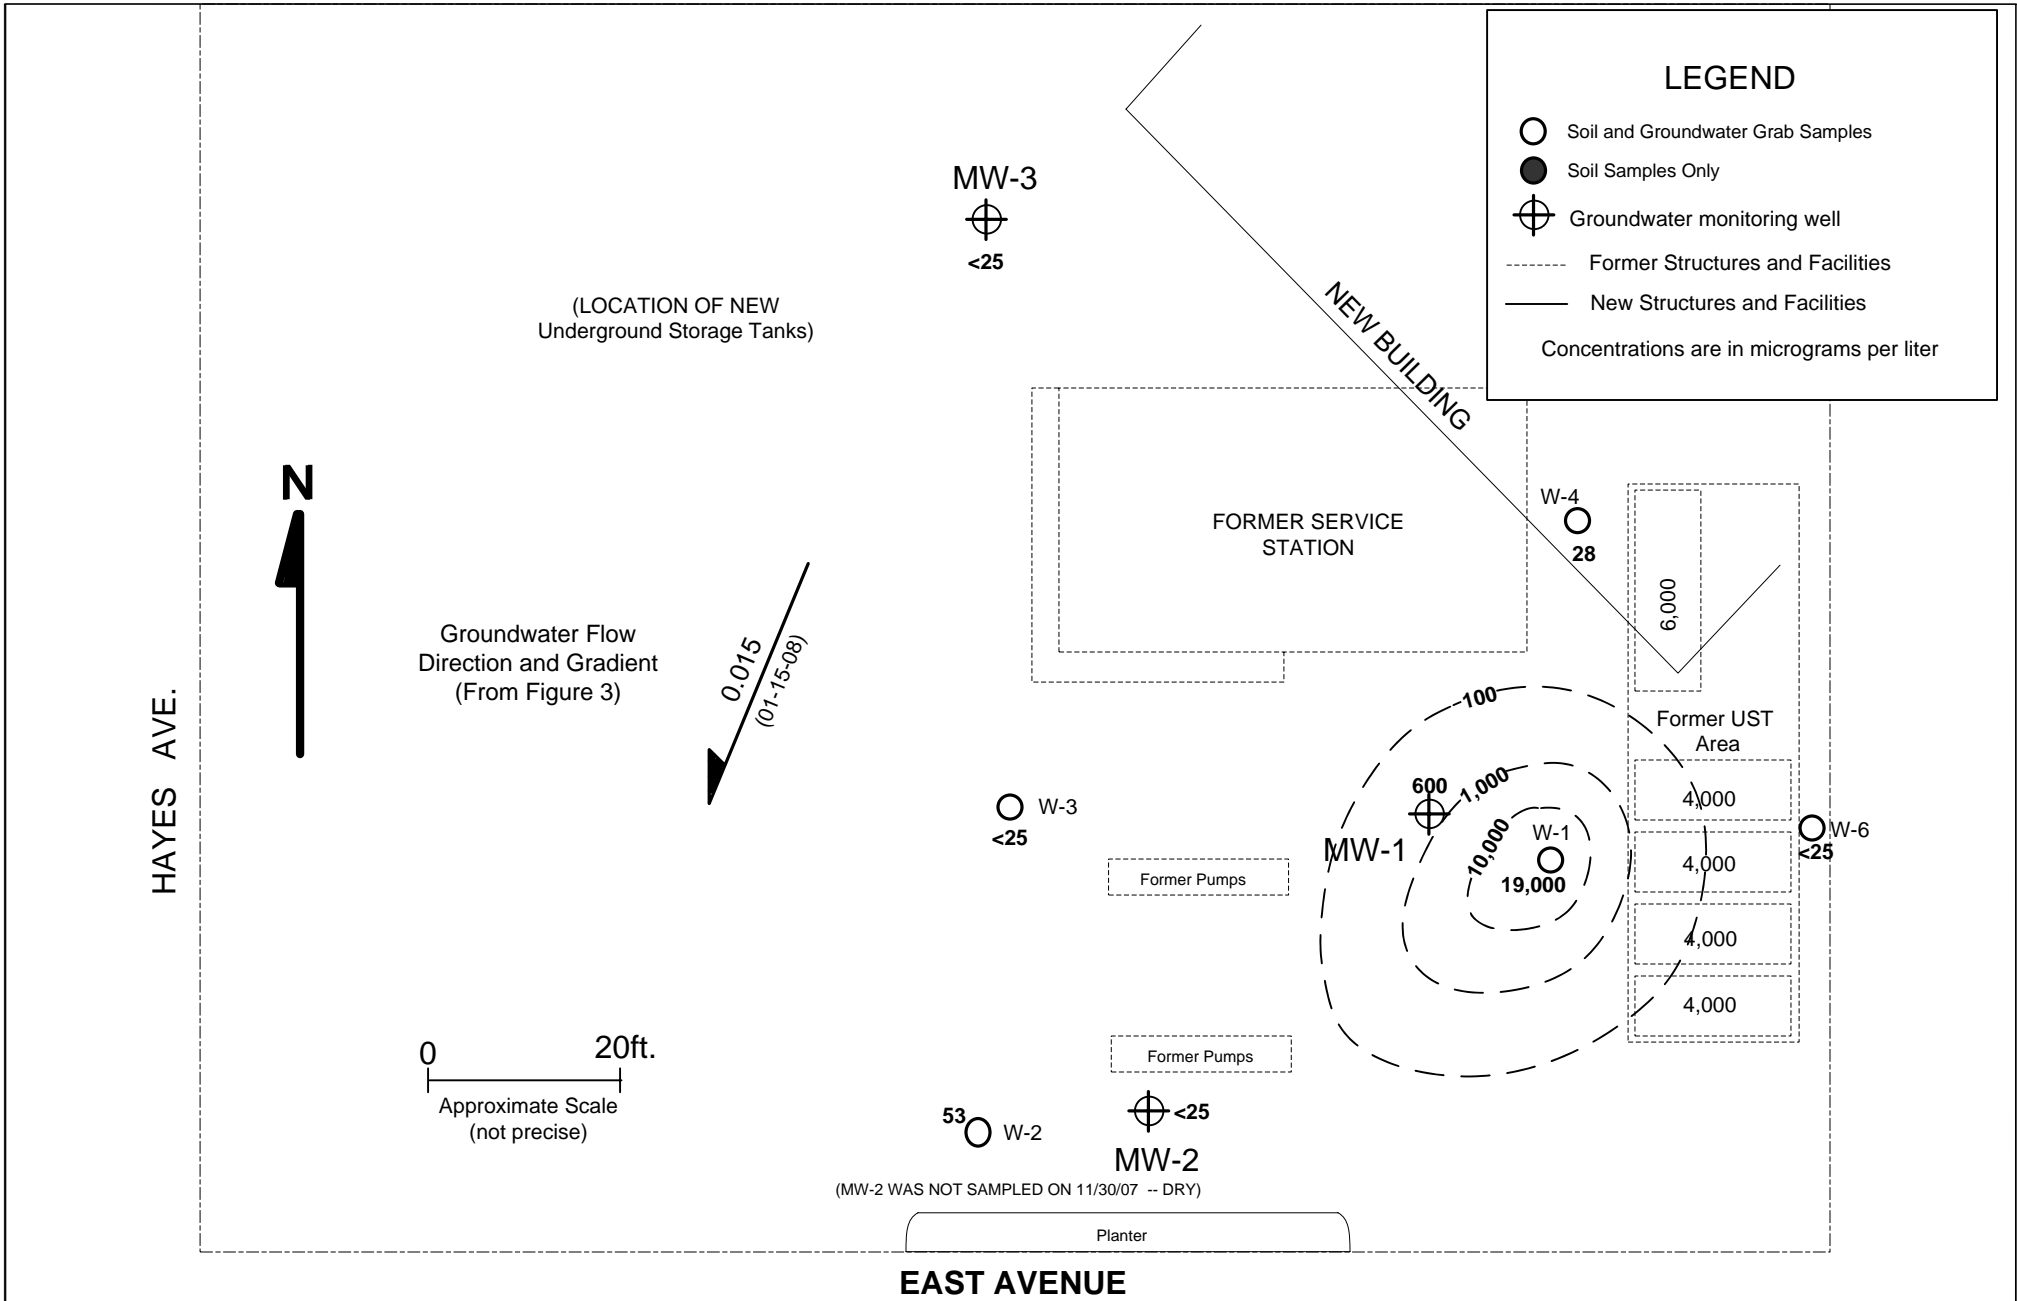 LEGEND
Soil and Groundwater Grab Samples
Soil Samples Only
Groundwater monitoring well
Former Structures and Facilities
New Structures and Facilities
Concentrations are in micrograms per liter
MW-3
<25
(LOCATION OF NEW
Underground Storage Tanks)
NEW BUILDING
N
FORMER SERVICE
STATION
W-4
28
6,000
Groundwater Flow
Direction and Gradient
(From Figure 3)
0.015
(01-15-08)
HAYES AVE.
100
Former UST
Area
600
1,000
4,000
W-3
<25
MW-1
10,000
W-1
19,000
4,000
W-6
<25
Former Pumps
4,000
4,000
0
20ft.
Approximate Scale
(not precise)
Former Pumps
53
W-2
<25
MW-2
(MW-2 WAS NOT SAMPLED ON 11/30/07 -- DRY)
Planter
EAST AVENUE